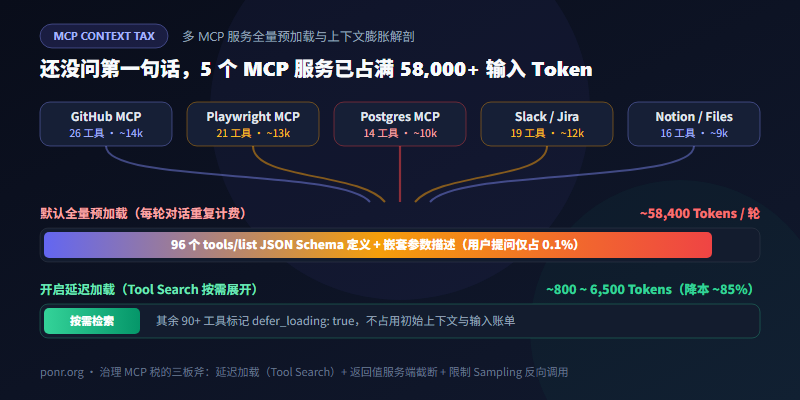 MCP CONTEXT TAX
多 MCP 服务全量预加载与上下文膨胀解剖
还没问第一句话，5 个 MCP 服务已占满 58,000+ 输入 Token
GitHub MCP
26 工具 · ~14k
Playwright MCP
21 工具 · ~13k
Postgres MCP
14 工具 · ~10k
Slack / Jira
19 工具 · ~12k
Notion / Files
16 工具 · ~9k
默认全量预加载（每轮对话重复计费）
~58,400 Tokens / 轮
96 个 tools/list JSON Schema 定义 + 嵌套参数描述（用户提问仅占 0.1%）
开启延迟加载（Tool Search 按需展开）
~800 ~ 6,500 Tokens（降本 ~85%）
按需检索
其余 90+ 工具标记 defer_loading: true，不占用初始上下文与输入账单
ponr.org · 治理 MCP 税的三板斧：延迟加载（Tool Search）+ 返回值服务端截断 + 限制 Sampling 反向调用